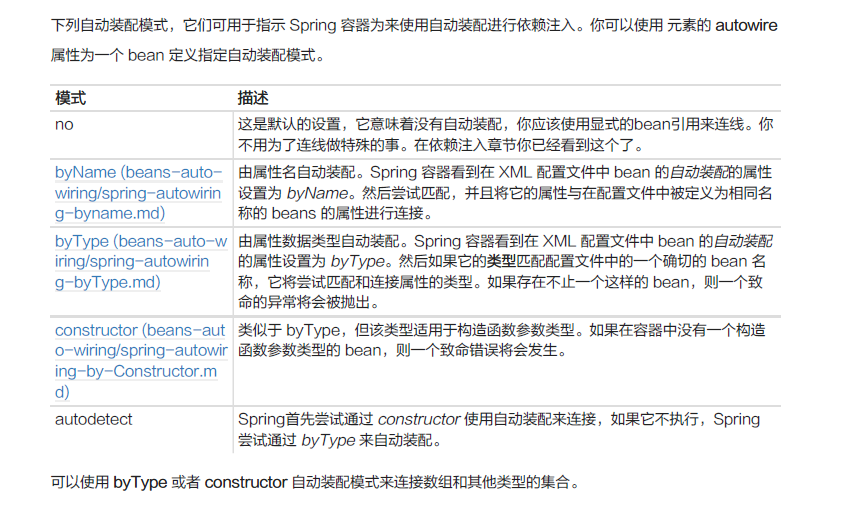 下列自动装配模式，它们可用于指示 Spring 容器为来使用自动装配进行依赖注入。你可以使用 元素的 autowire
属性为一个 bean 定义指定自动装配模式。
模式 描述
no 这是默认的设置，它意味着没有自动装配，你应该使用显式的bean引用来连线。你
不用为了连线做特殊的事。在依赖注入章节你已经看到这个了。
byName (beans-auto-
wiring/spring-autowirin
g-byname.md)
由属性名自动装配。Spring 容器看到在 XML 配置文件中 bean 的自动装配的属性
设置为 byName。然后尝试匹配，并且将它的属性与在配置文件中被定义为相同名
称的 beans 的属性进行连接。
byType (beans-auto-w
iring/spring-autowirin
g-byType.md)
由属性数据类型自动装配。Spring 容器看到在 XML 配置文件中 bean 的自动装配
的属性设置为 byType。然后如果它的类型匹配配置文件中的一个确切的 bean 名
称，它将尝试匹配和连接属性的类型。如果存在不止一个这样的 bean，则一个致
命的异常将会被抛出。
constructor (beans-aut
o-wiring/spring-autowir
ing-by-Constructor.m
d)
类似于 byType，但该类型适用于构造函数参数类型。如果在容器中没有一个构造
函数参数类型的 bean，则一个致命错误将会发生。
autodetect Spring首先尝试通过 constructor 使用自动装配来连接，如果它不执行，Spring
尝试通过 byType 来自动装配。
可以使用 byType 或者 constructor 自动装配模式来连接数组和其他类型的集合。